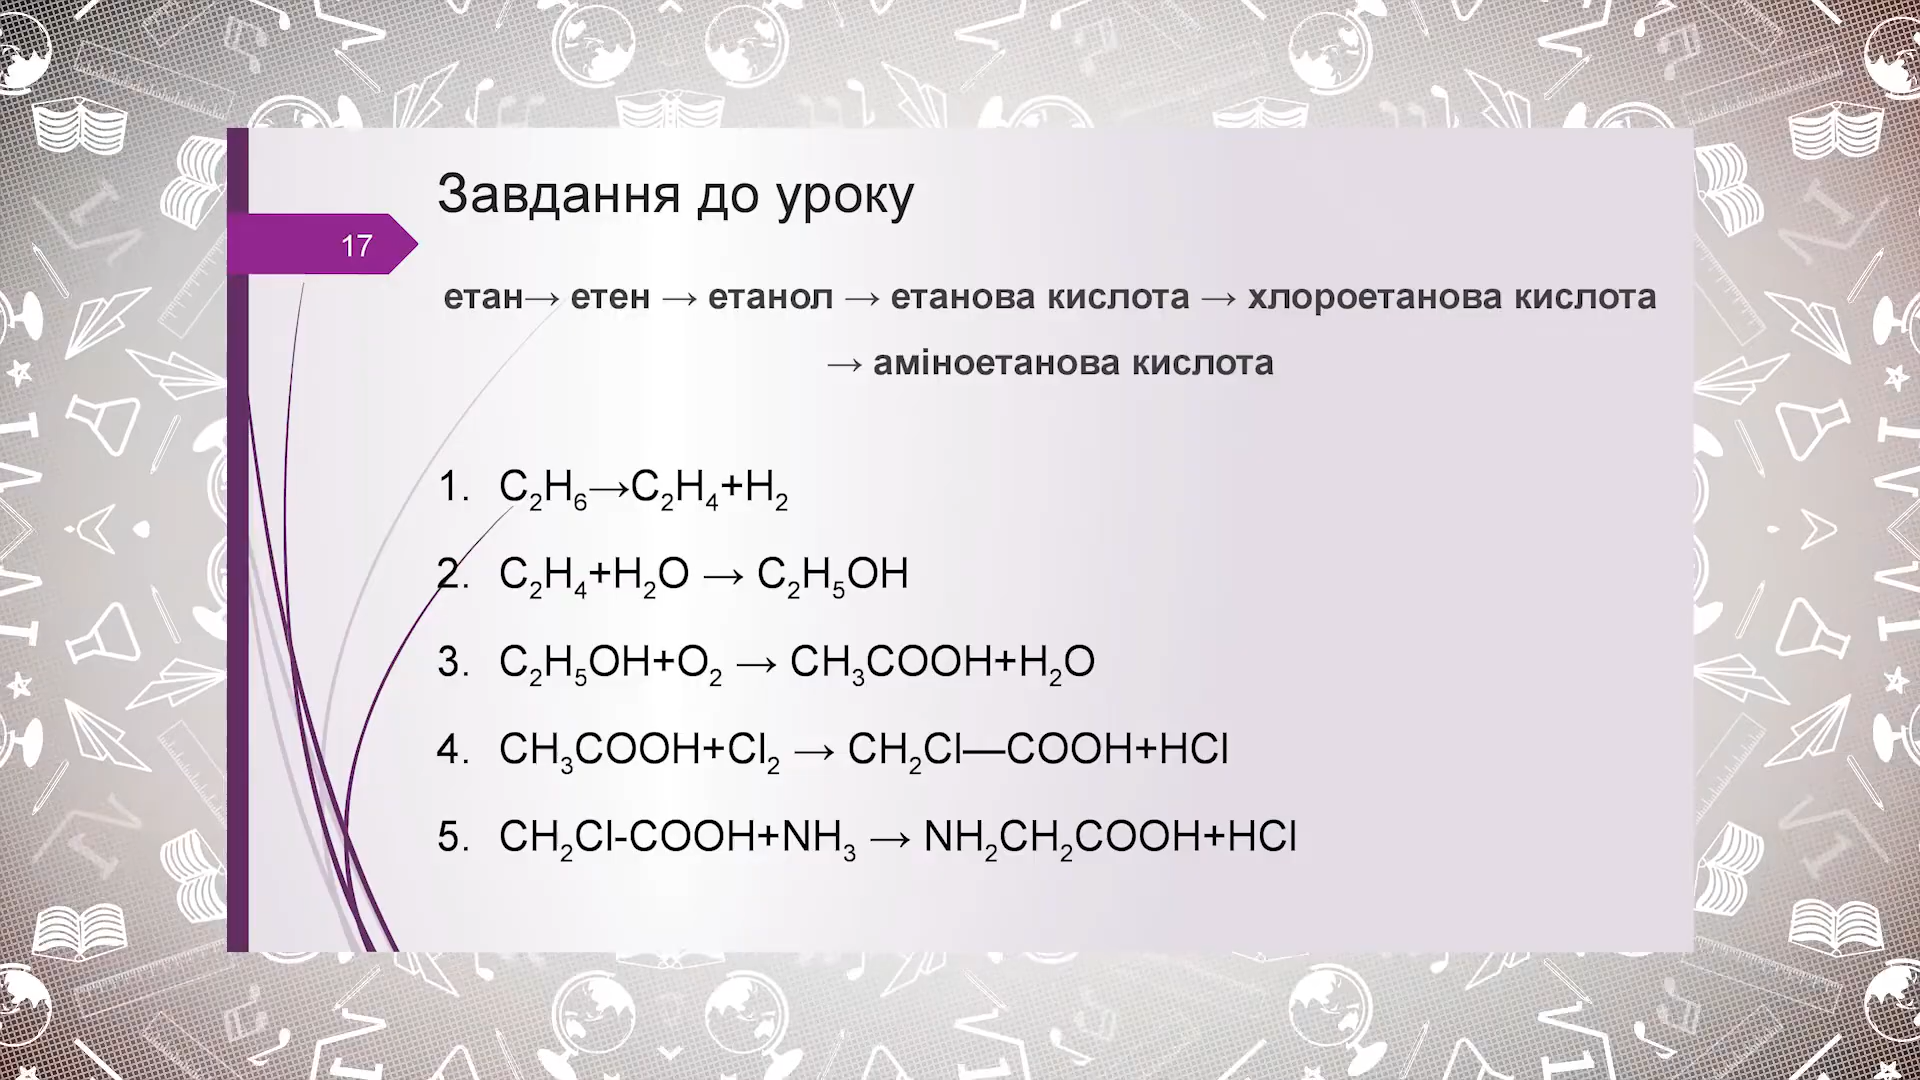 Завдання до уроку
17
етан→ етен → етанол → етанова кислота → хлороетанова кислота
→ аміноетанова кислота
1. C₂H₆→C₂H₄+H₂
2. C₂H₄+H₂O → C₂H₅OH
3. C₂H₅OH+O₂ → CH₃COOH+H₂O
4. CH₃COOH+Cl₂ → CH₂Cl—COOH+HCl
5. CH₂Cl-COOH+NH₃ → NH₂CH₂COOH+HCl